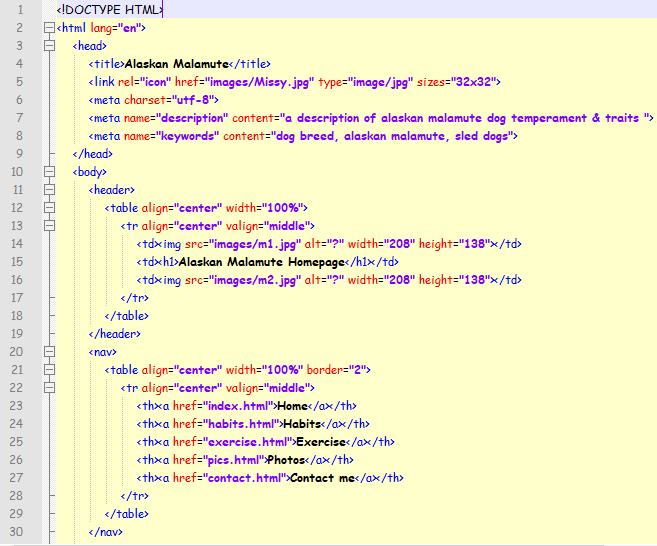 1 <!DOCTYPE HTML>
2 <html lang="en">
3 <head>
4 <title>Alaskan Malamute</title>
5 <link rel="icon" href="images/Missy.jpg" type="image/jpg" sizes="32x32">
6 <meta charset="utf-8">
7 <meta name="description" content="a description of alaskan malamute dog temperament & traits ">
8 <meta name="keywords" content="dog breed, alaskan malamute, sled dogs">
9 </head>
10 <body>
11 <header>
12 <table align="center" width="100%">
13 <tr align="center" valign="middle">
14 <td><img src="images/m1.jpg" alt="?" width="208" height="138"></td>
15 <td><h1>Alaskan Malamute Homepage</h1></td>
16 <td><img src="images/m2.jpg" alt="?" width="208" height="138"></td>
17 </tr>
18 </table>
19 </header>
20 <nav>
21 <table align="center" width="100%" border="2">
22 <tr align="center" valign="middle">
23 <th><a href="index.html">Home</a></th>
24 <th><a href="habits.html">Habits</a></th>
25 <th><a href="exercise.html">Exercise</a></th>
26 <th><a href="pics.html">Photos</a></th>
27 <th><a href="contact.html">Contact me</a></th>
28 </tr>
29 </table>
30 </nav>